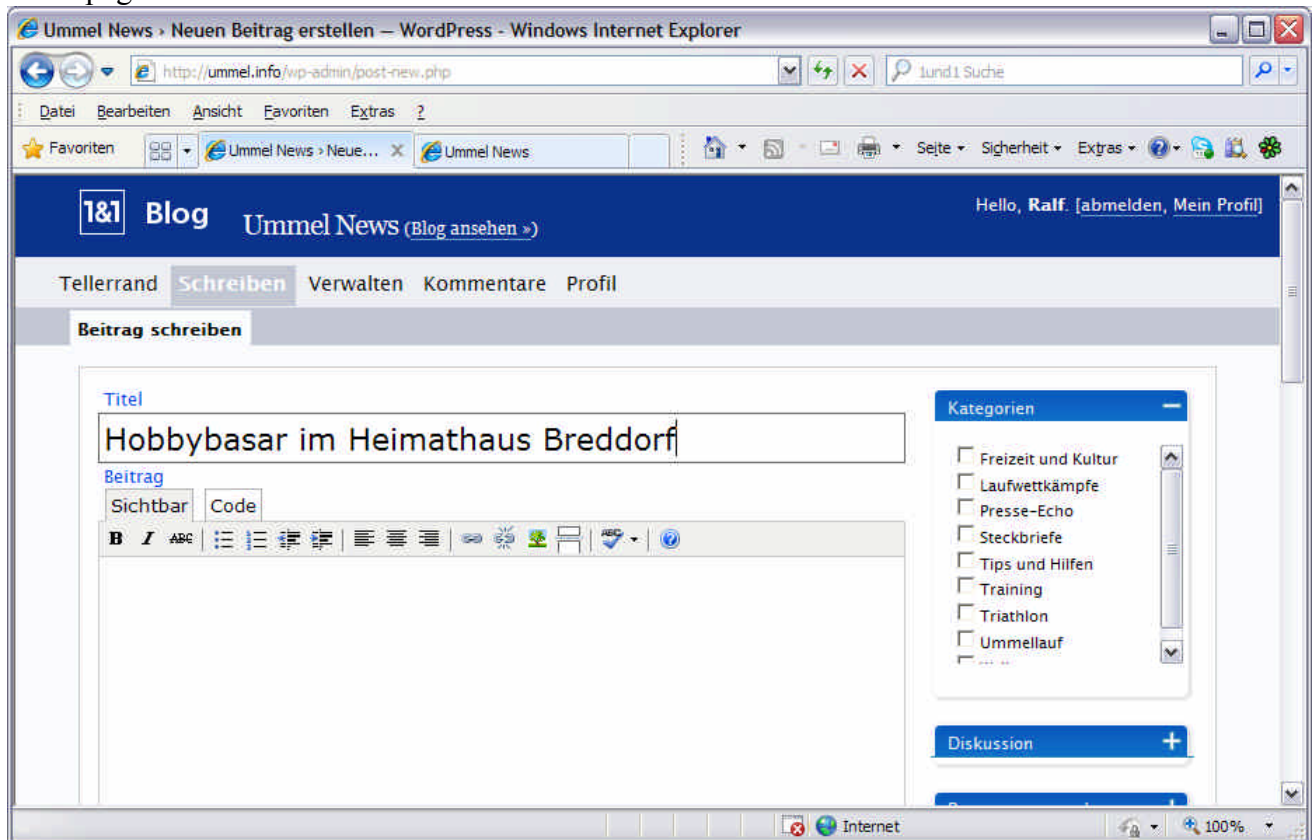 Ummel News › Neuen Beitrag erstellen — WordPress - Windows Internet Explorer
http://ummel.info/wp-admin/post-new.php
1und1 Suche
Datei Bearbeiten Ansicht Favoriten Extras ?
Favoriten
Ummel News › Neue...
Ummel News
Seite Sicherheit Extras
1&1 Blog
Ummel News (Blog ansehen »)
Hello, Ralf. [abmelden, Mein Profil]
Tellerrand Schreiben Verwalten Kommentare Profil
Beitrag schreiben
Titel
Hobbybasar im Heimathaus Breddorf
Beitrag
Sichtbar Code
B I ABC
ABC
Kategorien
Freizeit und Kultur
Laufwettkämpfe
Presse-Echo
Steckbriefe
Tips und Hilfen
Training
Triathlon
Ummellauf
Diskussion
Internet
100%